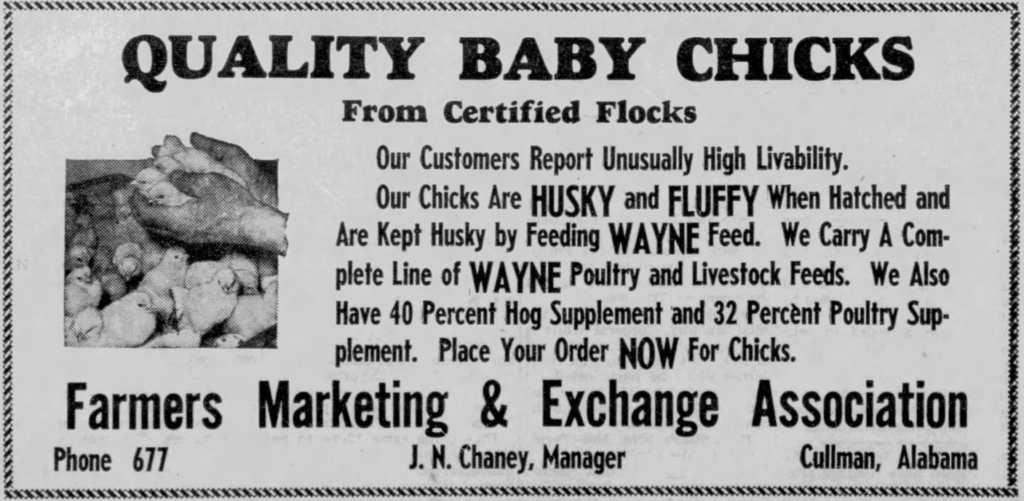 QUALITY BABY CHICKS
From Certified Flocks
Our Customers Report Unusually High Livability.
Our Chicks Are HUSKY and FLUFFY When Hatched and
Are Kept Husky by Feeding WAYNE Feed. We Carry A Com-
plete Line of WAYNE Poultry and Livestock Feeds. We Also
Have 40 Percent Hog Supplement and 32 Percent Poultry Sup-
plement. Place Your Order NOW For Chicks.
Farmers Marketing & Exchange Association
Phone 677 J. N. Chaney, Manager Cullman, Alabama